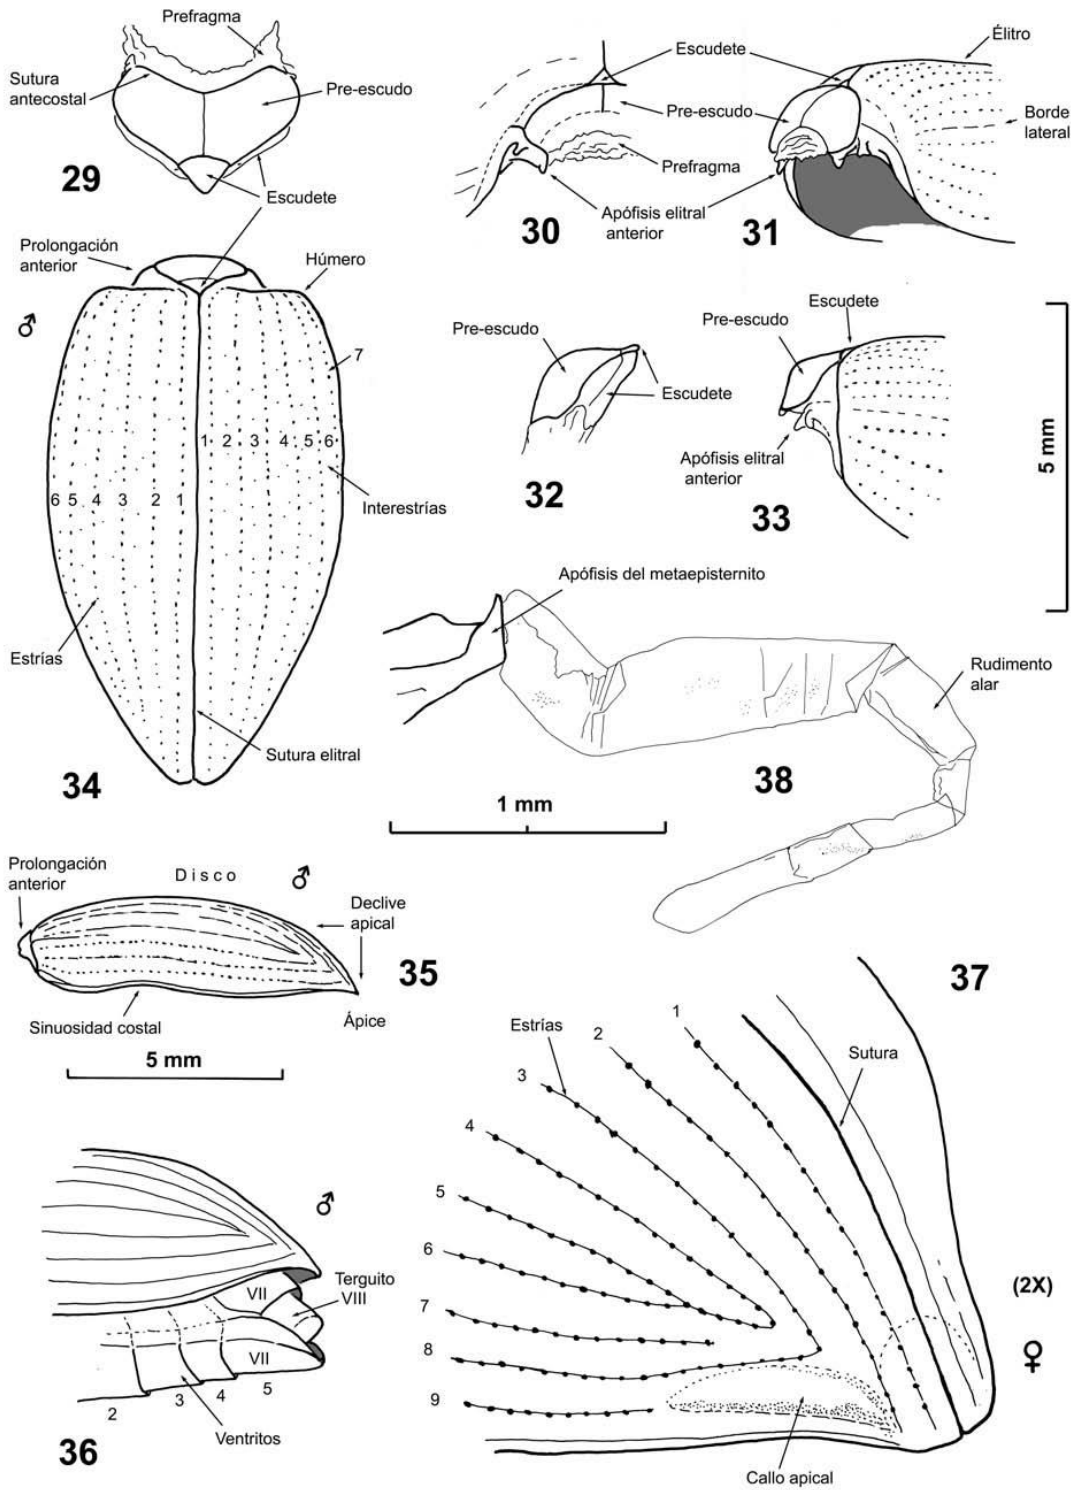 Prefragma
Sutura
antecostal
Pre-escudo
29
Escudete
Escudete
Pre-escudo
Prefragma
Apófisis elitral
anterior
30
31
Élitro
Borde
lateral
Prolongación
anterior
Húmero
♂
7
1 2 3 4 5 6
6 5 4 3 2 1
Interestrías
Estrías
Sutura elitral
34
Pre-escudo
Escudete
32
Escudete
Pre-escudo
Apófisis elitral
anterior
33
5 mm
Apófisis del metaepisternito
Rudimento
alar
38
1 mm
Prolongación
anterior
Disco
♂
Declive
apical
35
Sinuosidad costal
Ápice
5 mm
37
Estrías
1
2
3
4
5
6
7
8
9
Sutura
(2X)
♀
Callo apical
♂
VII
Terguito
VIII
VII
2 3 4 5
Ventritos
36